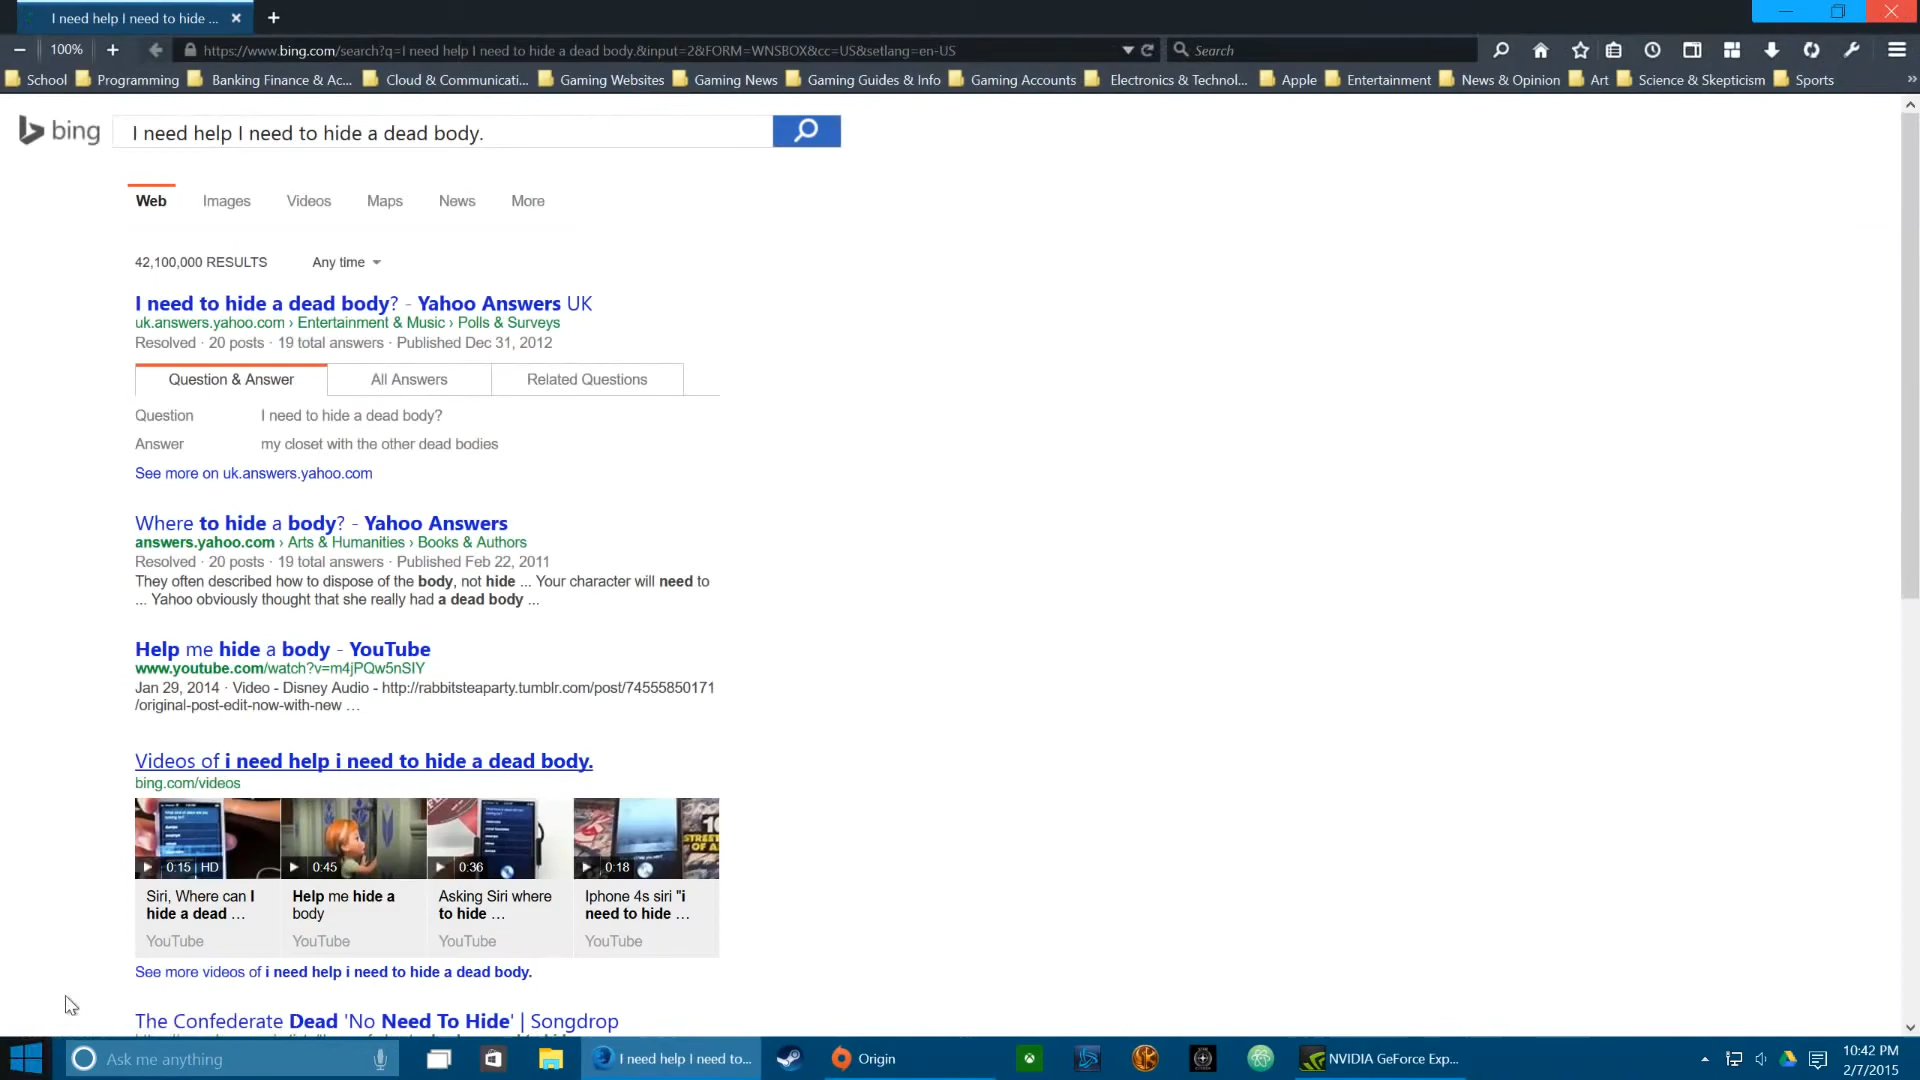 I need help I need to hide ...
100%
https://www.bing.com/search?q=I need help I need to hide a dead body.&input=2&FORM=WNSBOX&cc=US&setlang=en-US
Search
School
Programming
Banking Finance & Ac...
Cloud & Communicati...
Gaming Websites
Gaming News
Gaming Guides & Info
Gaming Accounts
Electronics & Technol...
Apple
Entertainment
News & Opinion
Art
Science & Skepticism
Sports
bing
I need help I need to hide a dead body.
Web
Images
Videos
Maps
News
More
42,100,000 RESULTS
Any time
I need to hide a dead body? - Yahoo Answers UK
uk.answers.yahoo.com › Entertainment & Music › Polls & Surveys
Resolved · 20 posts · 19 total answers · Published Dec 31, 2012
Question & Answer
All Answers
Related Questions
Question I need to hide a dead body?
Answer my closet with the other dead bodies
See more on uk.answers.yahoo.com
Where to hide a body? - Yahoo Answers
answers.yahoo.com › Arts & Humanities › Books & Authors
Resolved · 20 posts · 19 total answers · Published Feb 22, 2011
They often described how to dispose of the body, not hide ... Your character will need to
... Yahoo obviously thought that she really had a dead body ...
Help me hide a body - YouTube
www.youtube.com/watch?v=m4jPQw5nSIY
Jan 29, 2014 · Video - Disney Audio - http://rabbitsteaparty.tumblr.com/post/74555850171
/original-post-edit-now-with-new ...
Videos of i need help i need to hide a dead body.
bing.com/videos
0:15 | HD
0:45
0:36
0:18
Siri, Where can I
hide a dead ...
YouTube
Help me hide a
body
YouTube
Asking Siri where
to hide ...
YouTube
Iphone 4s siri "i
need to hide ...
YouTube
See more videos of i need help i need to hide a dead body.
The Confederate Dead 'No Need To Hide' | Songdrop
Ask me anything
I need help I need to...
Origin
NVIDIA GeForce Exp...
10:42 PM
2/7/2015